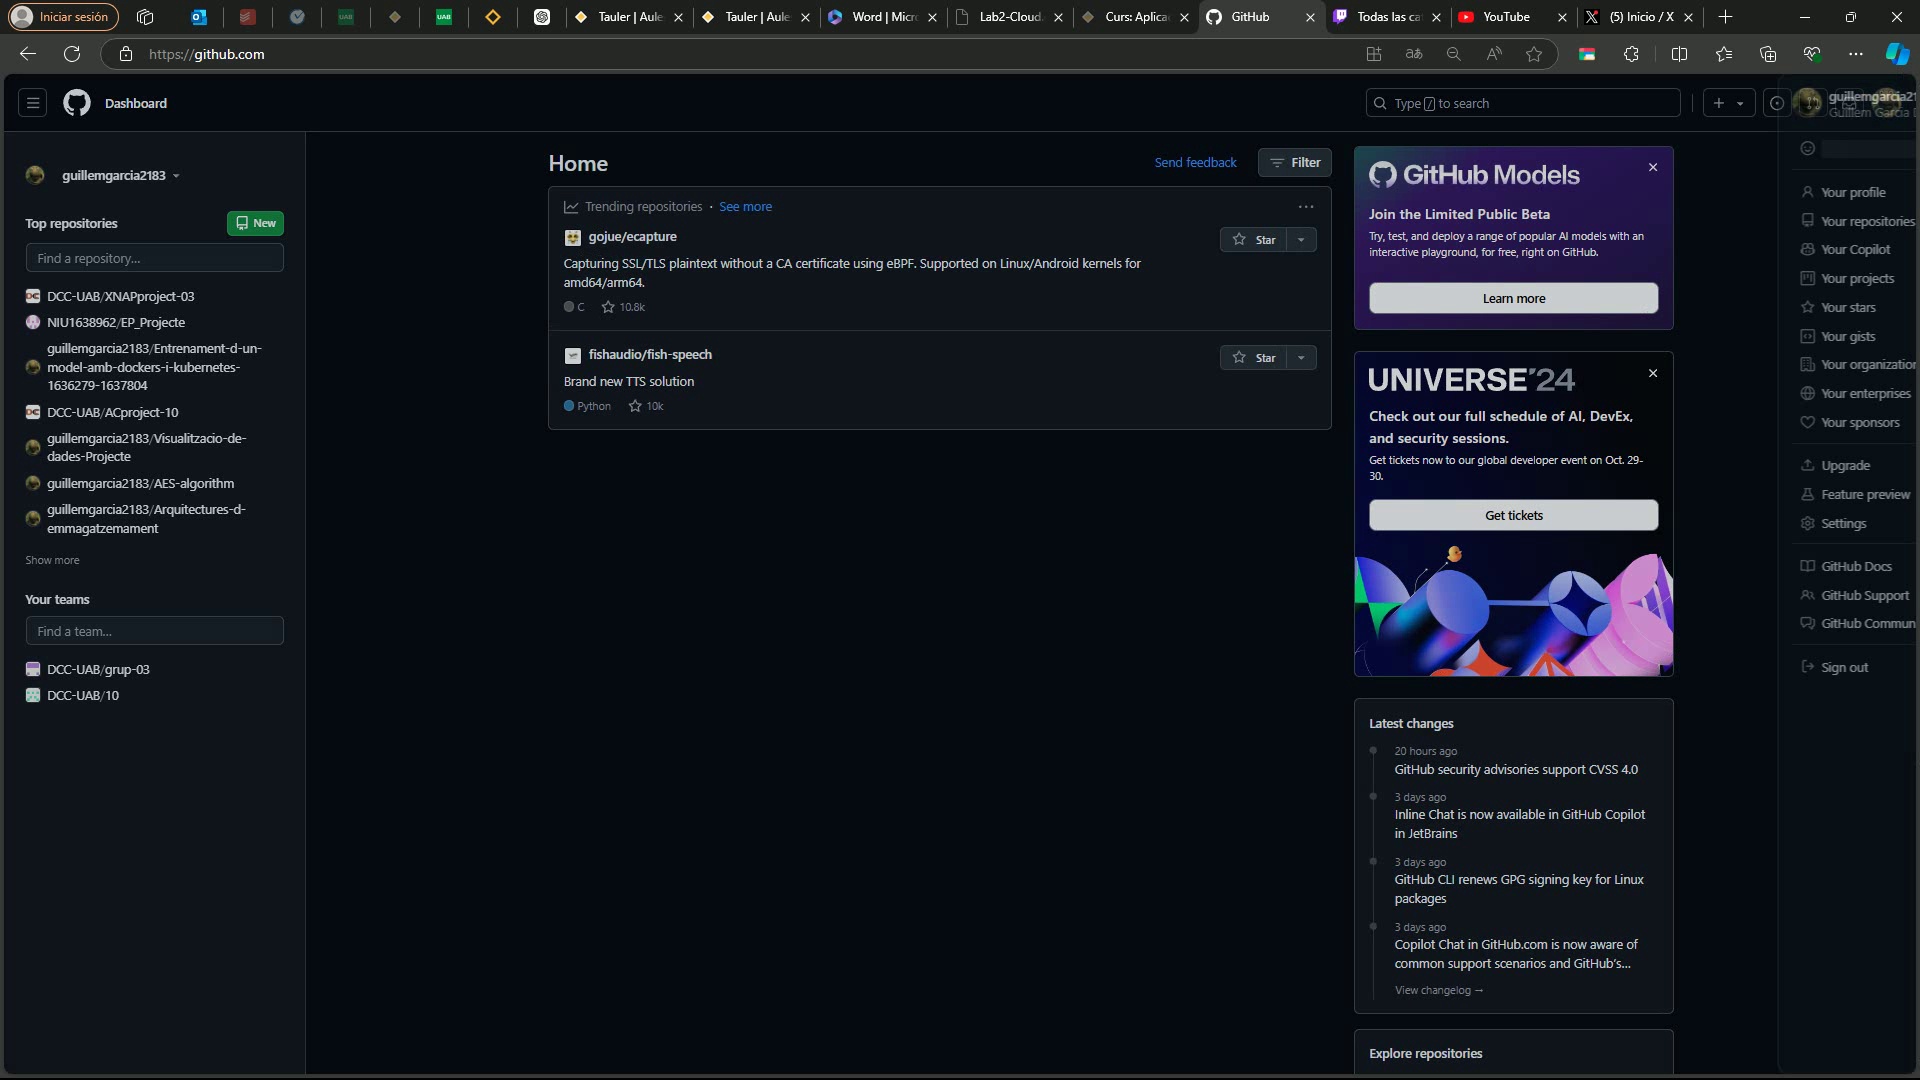 Iniciar sesión
UAB
UAB
Tauler | Aule
Tauler | Aule
Word | Micr
Lab2-Cloud
Curs: Aplica
GitHub
Todas las ca
YouTube
(5) Inicio / X
https://github.com
Dashboard
Type / to search
guillemgarcia21
Guillem Garcia
guillemgarcia2183
Top repositories
New
Find a repository...
DCC-UAB/XNAPproject-03
NIU1638962/EP_Projecte
guillemgarcia2183/Entrenament-d-un-
model-amb-dockers-i-kubernetes-
1636279-1637804
DCC-UAB/ACproject-10
guillemgarcia2183/Visualitzacio-de-
dades-Projecte
guillemgarcia2183/AES-algorithm
guillemgarcia2183/Arquitectures-d-
emmagatzemament
Show more
Your teams
Find a team...
DCC-UAB/grup-03
DCC-UAB/10
Home
Send feedback
Filter
Trending repositories · See more
gojue/ecapture
Star
Capturing SSL/TLS plaintext without a CA certificate using eBPF. Supported on Linux/Android kernels for
amd64/arm64.
C
10.8k
fishaudio/fish-speech
Star
Brand new TTS solution
Python
10k
GitHub Models
Join the Limited Public Beta
Try, test, and deploy a range of popular AI models with an
interactive playground, for free, right on GitHub.
Learn more
UNIVERSE'24
Check out our full schedule of AI, DevEx,
and security sessions.
Get tickets now to our global developer event on Oct. 29-
30.
Get tickets
Latest changes
20 hours ago
GitHub security advisories support CVSS 4.0
3 days ago
Inline Chat is now available in GitHub Copilot
in JetBrains
3 days ago
GitHub CLI renews GPG signing key for Linux
packages
3 days ago
Copilot Chat in GitHub.com is now aware of
common support scenarios and GitHub's...
View changelog →
Explore repositories
Your profile
Your repositories
Your Copilot
Your projects
Your stars
Your gists
Your organization
Your enterprises
Your sponsors
Upgrade
Feature preview
Settings
GitHub Docs
GitHub Support
GitHub Commun
Sign out